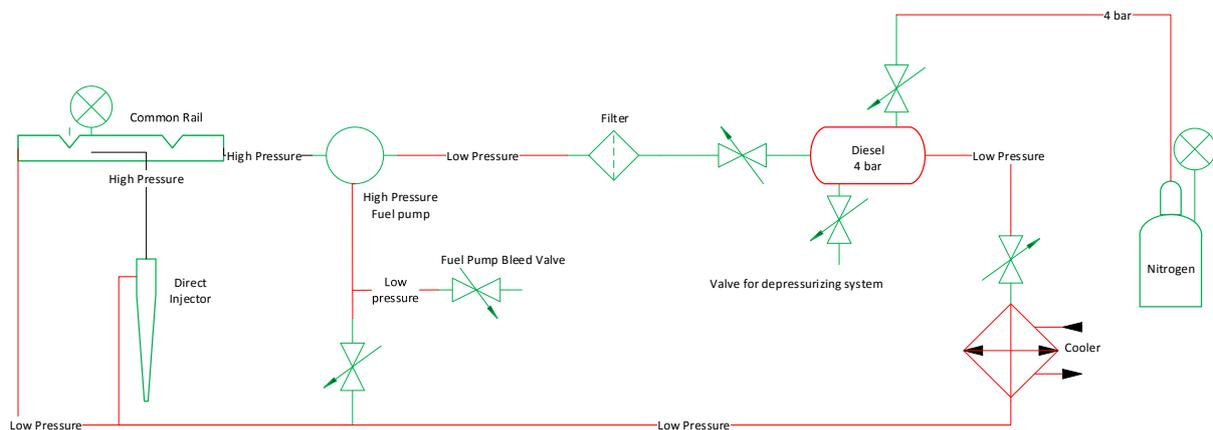 4 bar
Common Rail
Filter
High Pressure
Low Pressure
Diesel
4 bar
Low Pressure
High Pressure
High Pressure
Fuel pump
Fuel Pump Bleed Valve
Direct
Injector
Low
pressure
Valve for depressurizing system
Nitrogen
Cooler
Low Pressure
Low Pressure